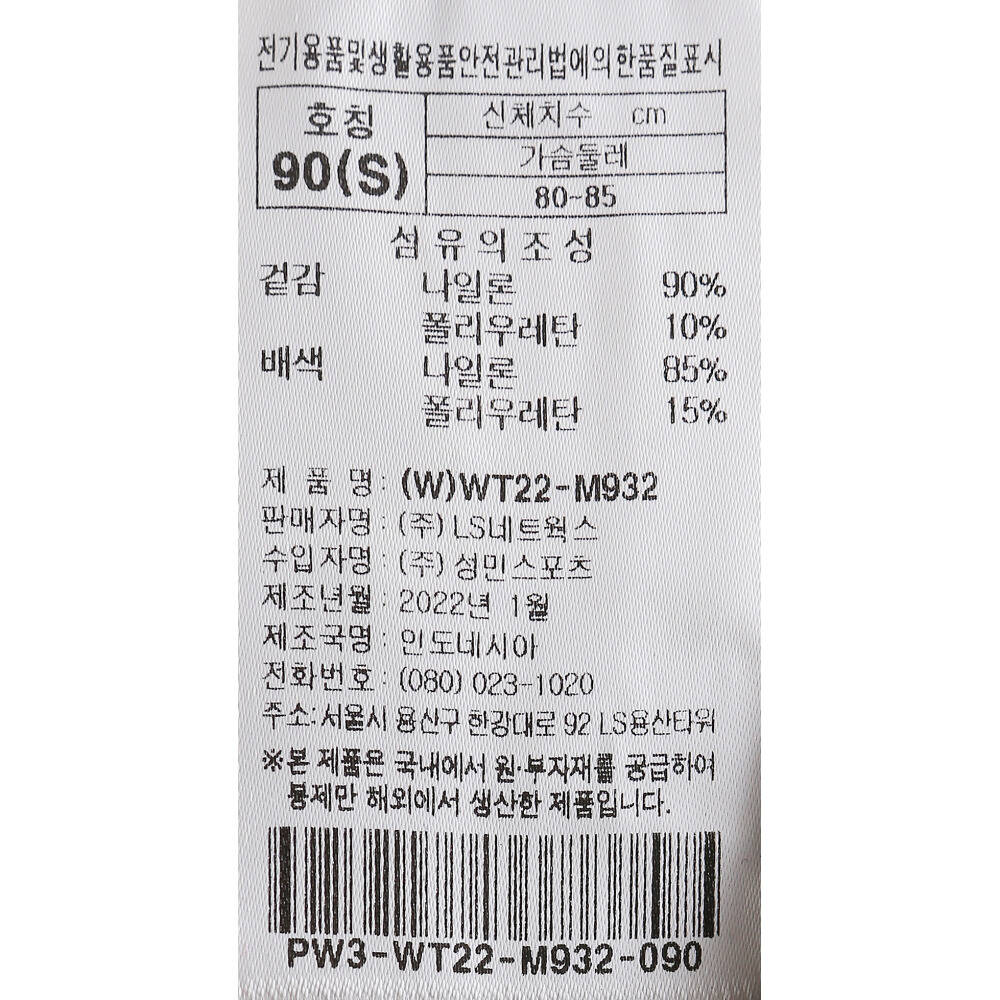 전기용품및생활용품안전관리법에의한품질표시
호칭 신체치수 cm
90(S) 가슴둘레
80~85
섬유의조성
겉감 나일론 90%
폴리우레탄 10%
배색 나일론 85%
폴리우레탄 15%
제 품 명: (W)WT22-M932
판매자명: (주) LS네트웍스
수입자명: (주) 성민스포츠
제조년월: 2022년 1월
제조국명: 인도네시아
전화번호: (080) 023-1020
주소:서울시 용산구 한강대로 92 LS용산타워
※본 제품은 국내에서 원·부자재를 공급하여
봉제만 해외에서 생산한 제품입니다.
PW3-WT22-M932-090